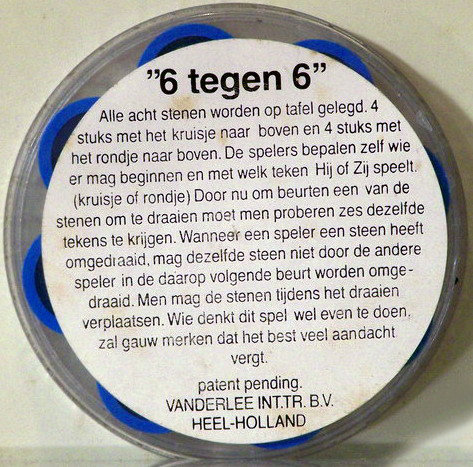 "6 tegen 6"
Alle acht stenen worden op tafel gelegd. 4
stuks met het kruisje naar boven en 4 stuks met
het rondje naar boven. De spelers bepalen zelf wie
er mag beginnen en met welk teken Hij of Zij speelt.
(kruisje of rondje) Door nu om beurten een van de
stenen om te draaien moet men proberen zes dezelfde
tekens te krijgen. Wanneer een speler een steen heeft
omgedraaid, mag dezelfde steen niet door de andere
speler in de daarop volgende beurt worden omge-
draaid. Men mag de stenen tijdens het draaien
verplaatsen. Wie denkt dit spel wel even te doen,
zal gauw merken dat het best veel aandacht
vergt.
patent pending.
VANDERLEE INT.TR. B.V.
HEEL-HOLLAND